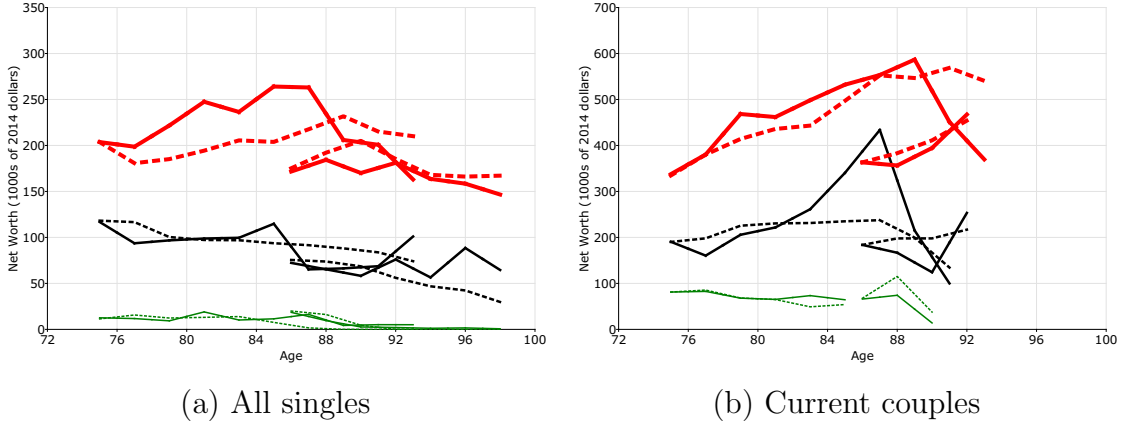 350
300
250
200
150
100
50
0
Net Worth (1000s of 2014 dollars)
72 76 80 84 88 92 96 100
Age
(a) All singles
700
600
500
400
300
200
100
0
Net Worth (1000s of 2014 dollars)
72 76 80 84 88 92 96 100
Age
(b) Current couples